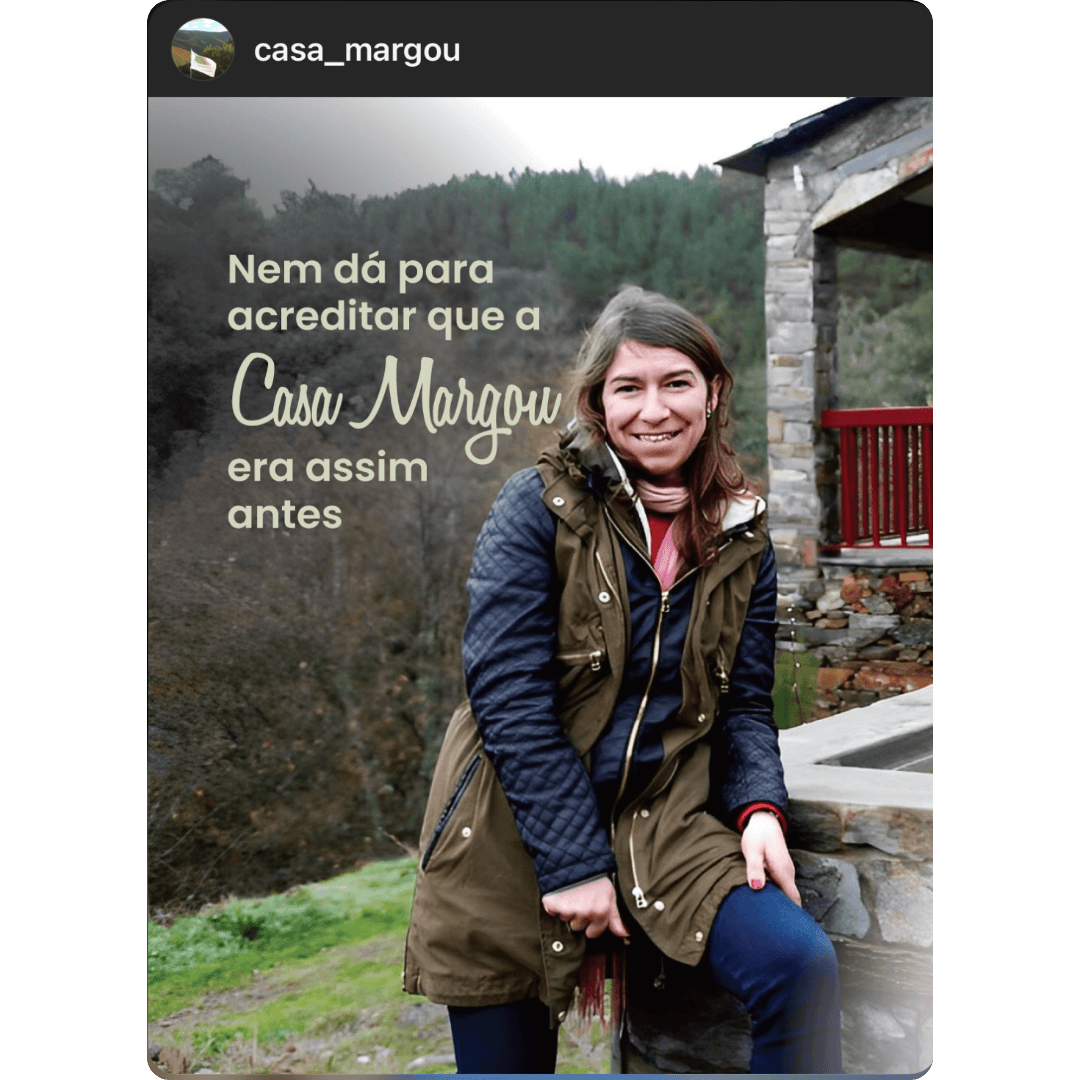 casa_margou
Nem dá para
acreditar que a
Casa Margou
era assim
antes